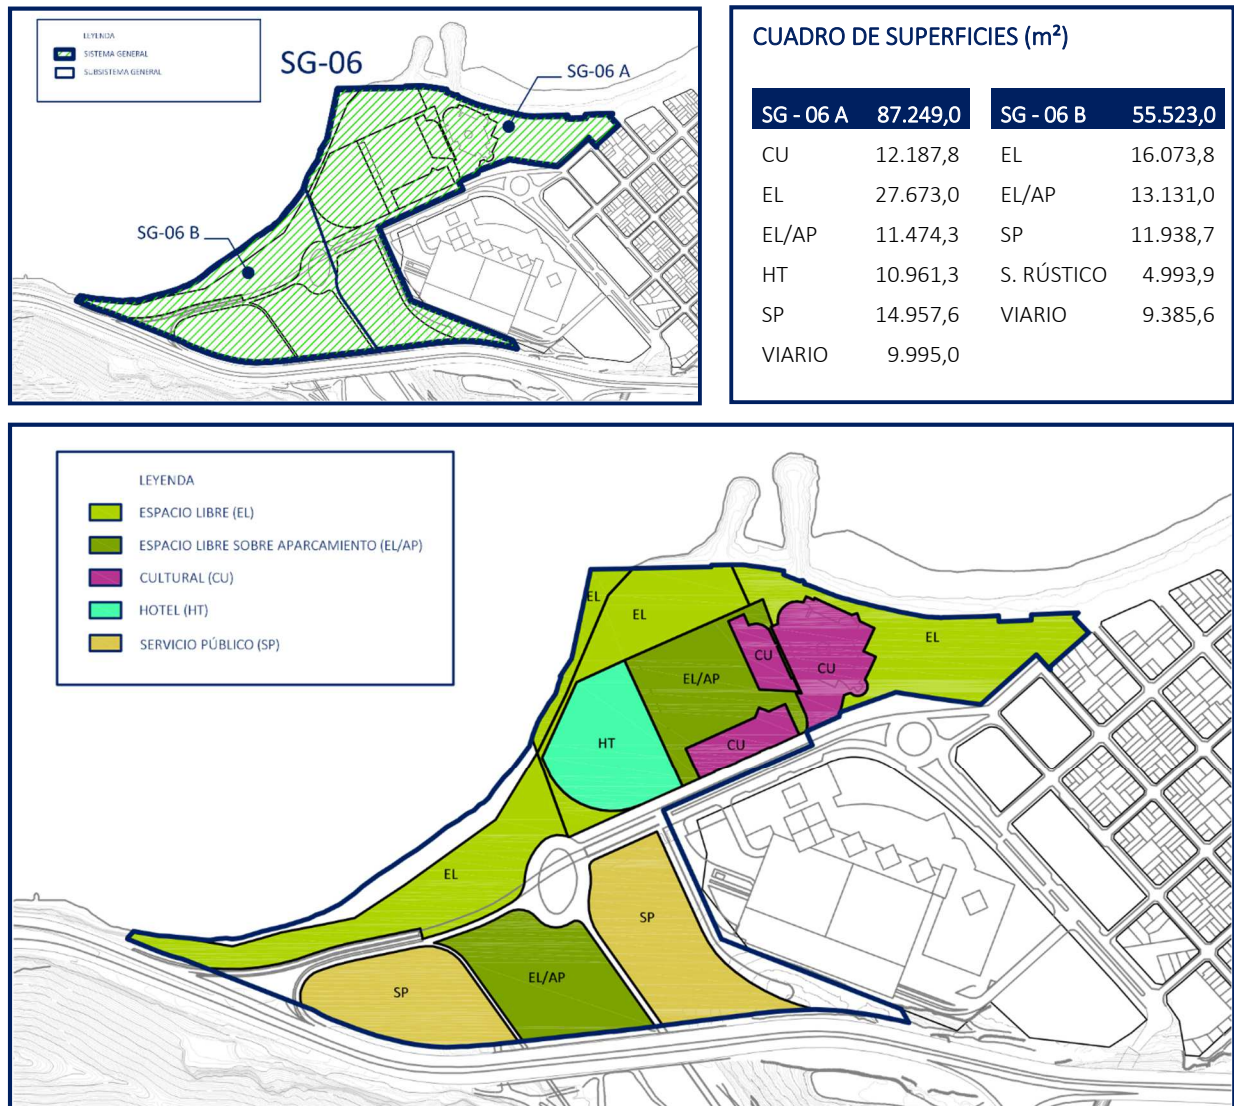 LEYENDA
SISTEMA GENERAL
SUBSISTEMA GENERAL
SG-06
SG-06 A
SG-06 B
CUADRO DE SUPERFICIES (m²)
SG - 06 A 87.249,0 SG - 06 B 55.523,0
CU 12.187,8 EL 16.073,8
EL 27.673,0 EL/AP 13.131,0
EL/AP 11.474,3 SP 11.938,7
HT 10.961,3 S. RÚSTICO 4.993,9
SP 14.957,6 VIARIO 9.385,6
VIARIO 9.995,0
LEYENDA
ESPACIO LIBRE (EL)
ESPACIO LIBRE SOBRE APARCAMIENTO (EL/AP)
CULTURAL (CU)
HOTEL (HT)
SERVICIO PÚBLICO (SP)
EL
EL
EL
CU
CU
EL/AP
HT
CU
EL
SP
EL/AP
SP